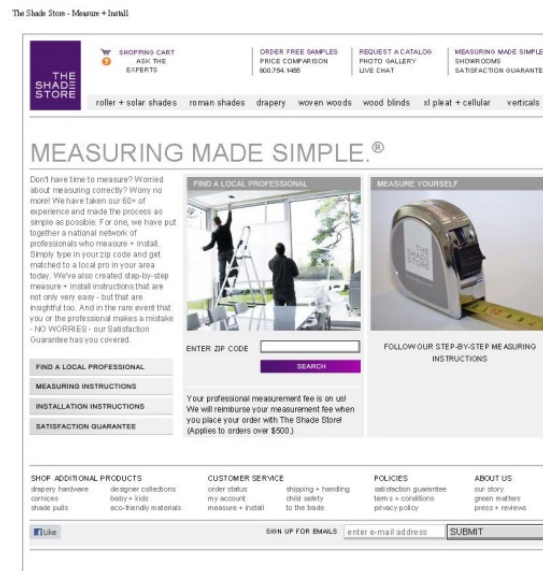 The Shade Store - Measure + Install
THE
SHADE
STORE
SHOPPING CART
ASK THE
EXPERTS
ORDER FREE SAMPLES
PRICE COMPARISON
800.754.1455
REQUEST A CATALOG
PHOTO GALLERY
LIVE CHAT
MEASURING MADE SIMPLE
SHOWROOMS
SATISFACTION GUARANTE
roller + solar shades roman shades drapery woven woods wood blinds xl pleat + cellular verticals
MEASURING MADE SIMPLE.®
Don't have time to measure? Worried
about measuring correctly? Worry no
more! We have taken our 60+ of
experience and made the process as
simple as possible. For one, we have put
together a national network of
professionals who measure + install.
Simply type in your zip code and get
matched to a local pro in your area
today. We've also created step-by-step
measure + install instructions that are
not only very easy - but that are
insightful too. And in the rare event that
you or the professional makes a mistake
- NO WORRIES - our Satisfaction
Guarantee has you covered.
FIND A LOCAL PROFESSIONAL
MEASURING INSTRUCTIONS
INSTALLATION INSTRUCTIONS
SATISFACTION GUARANTEE
FIND A LOCAL PROFESSIONAL
ENTER ZIP CODE
SEARCH
Your professional measurement fee is on us!
We will reimburse your measurement fee when
you place your order with The Shade Store!
(Applies to orders over $500.)
MEASURE YOURSELF
THE
SHADE
STORE
FOLLOW OUR STEP-BY-STEP MEASURING
INSTRUCTIONS
SHOP ADDITIONAL PRODUCTS
drapery hardware designer collections
cornices baby + kids
shade pulls eco-friendly materials
CUSTOMER SERVICE
order status shipping + handling
my account child safety
measure + install to the trade
POLICIES
satisfaction guarantee
terms + conditions
privacy policy
ABOUT US
our story
green matters
press + reviews
Like
SIGN UP FOR EMAILS enter e-mail address SUBMIT